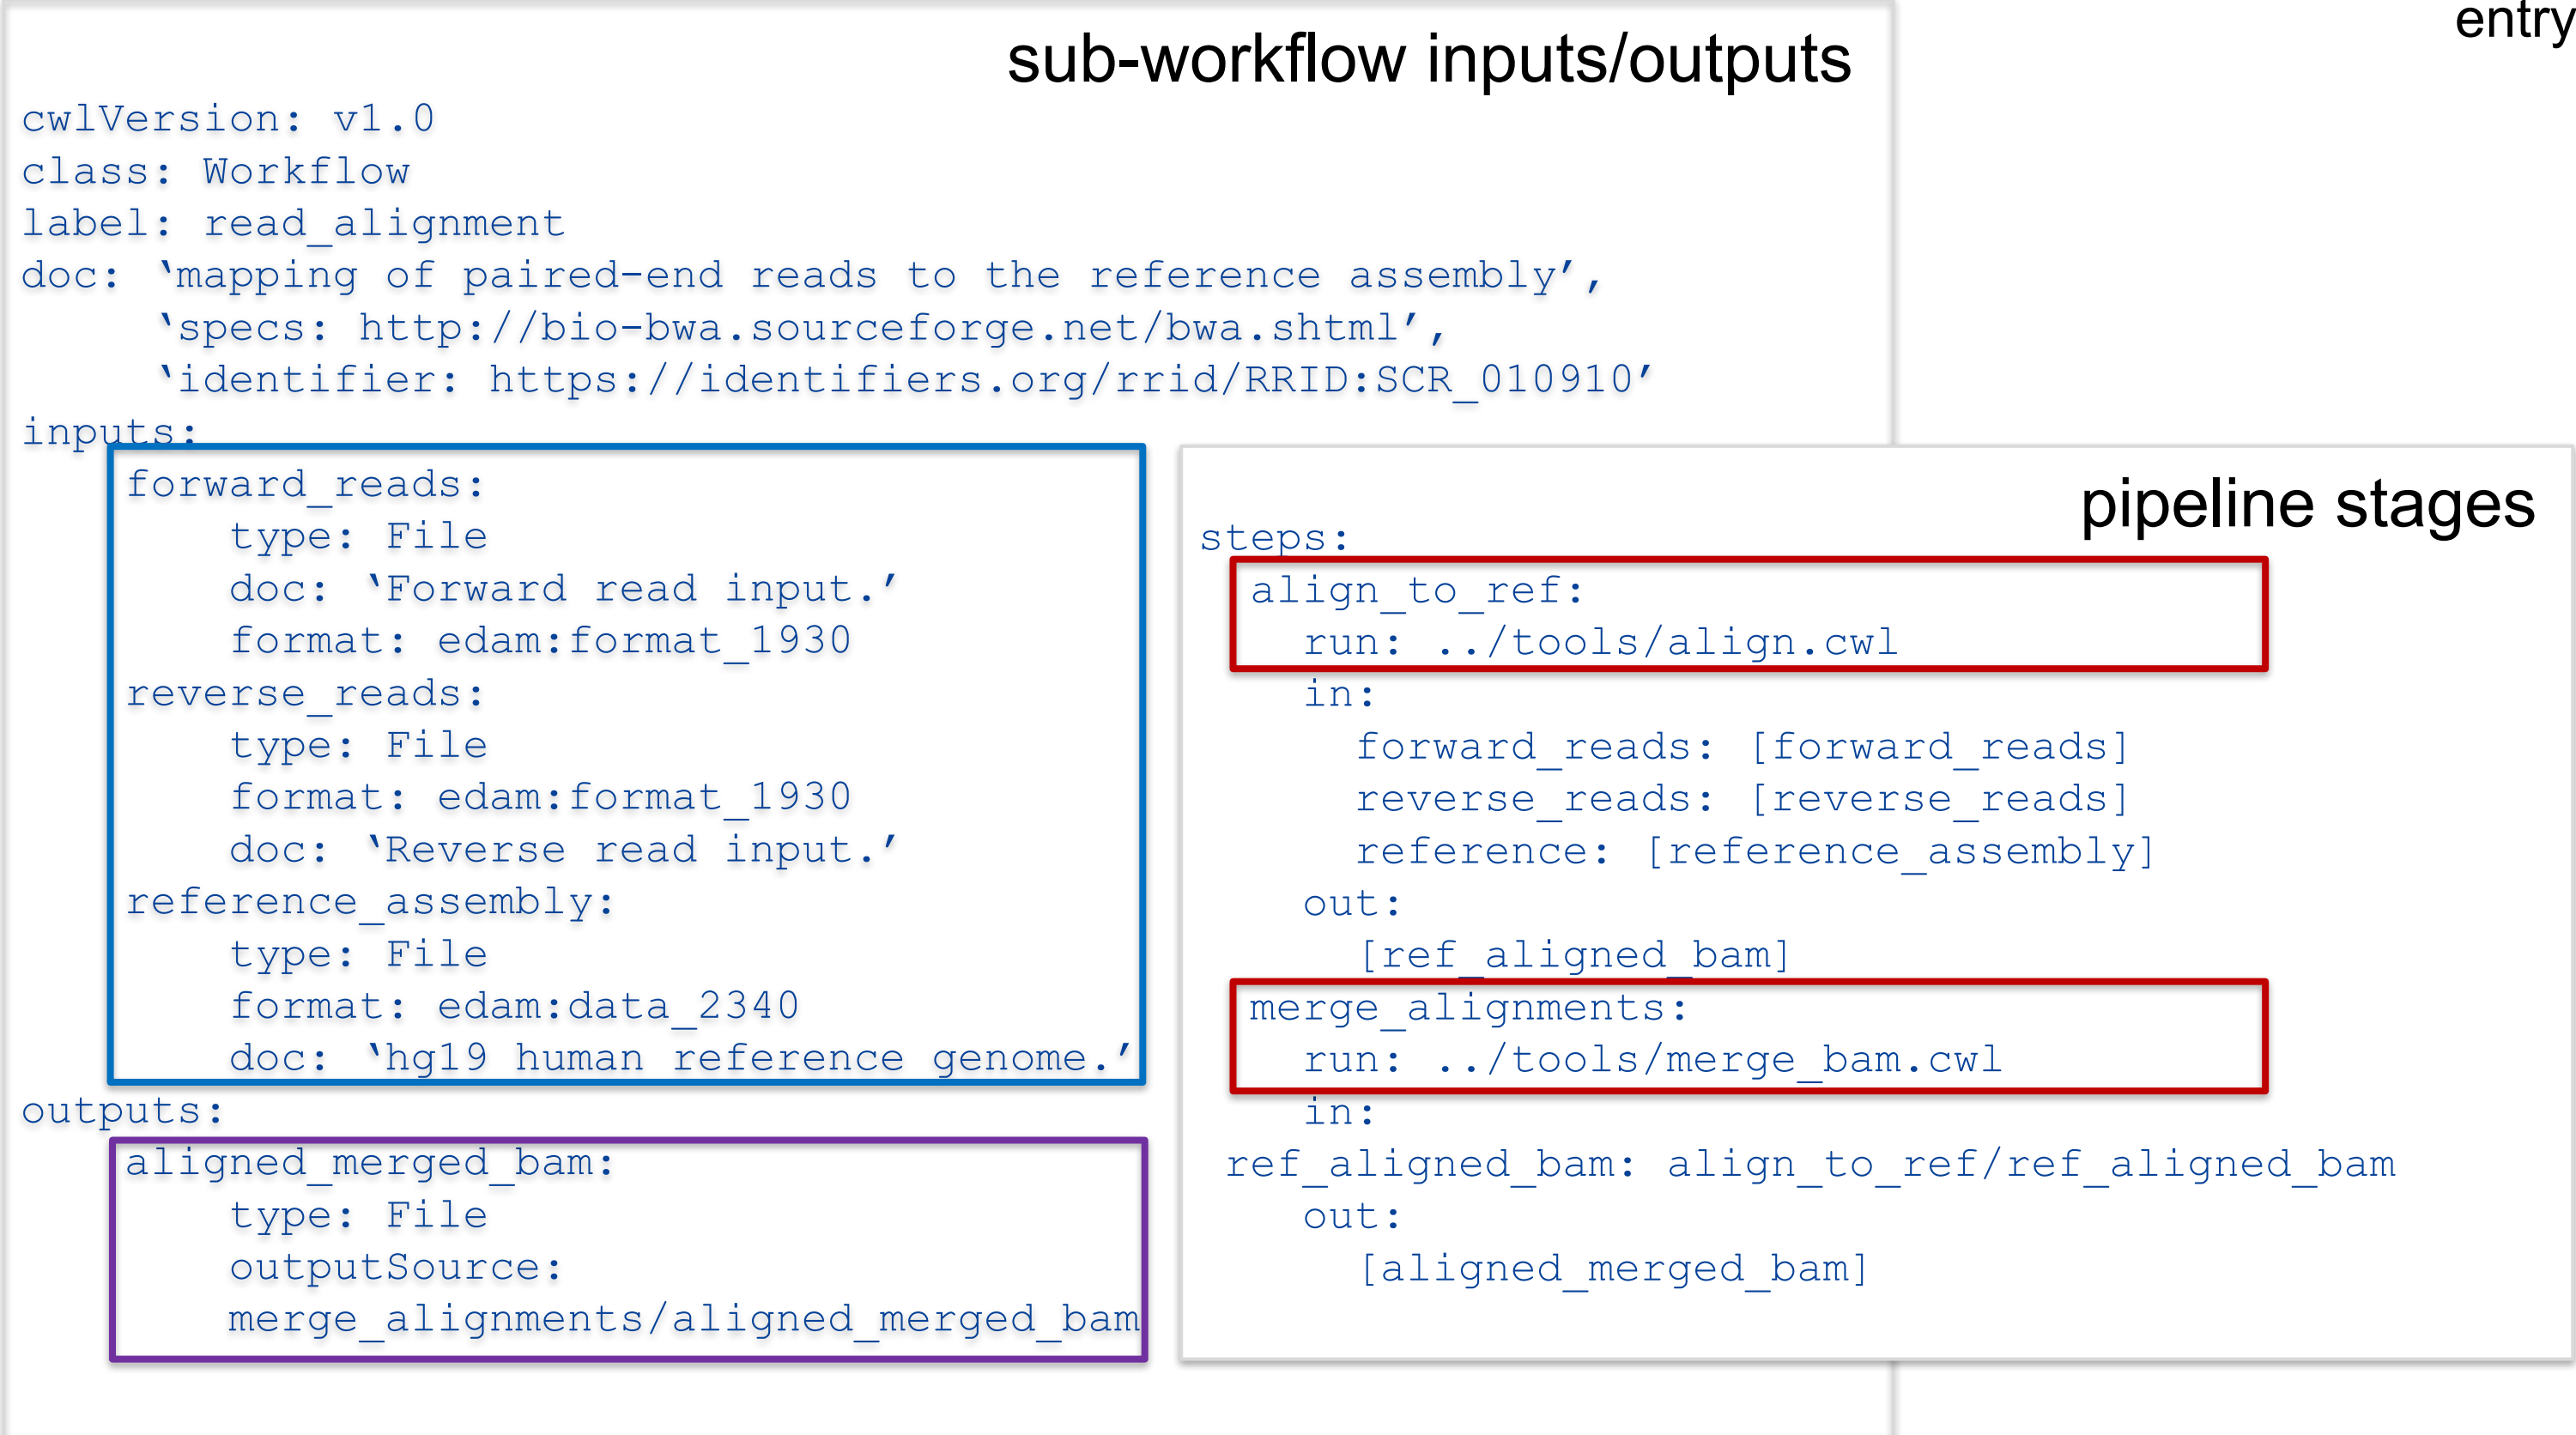 entry
sub-workflow inputs/outputs
cwlVersion: v1.0
class: Workflow
label: read_alignment
doc: ‘mapping of paired-end reads to the reference assembly’,
‘specs: http://bio-bwa.sourceforge.net/bwa.shtml’,
‘identifier: https://identifiers.org/rrid/RRID:SCR_010910’
inputs:
forward_reads:
type: File
doc: ‘Forward read input.’
format: edam:format_1930
reverse_reads:
type: File
format: edam:format_1930
doc: ‘Reverse read input.’
reference_assembly:
type: File
format: edam:data_2340
doc: ‘hg19 human reference genome.’
outputs:
aligned_merged_bam:
type: File
outputSource:
merge_alignments/aligned_merged_bam
pipeline stages
steps:
align_to_ref:
run: ../tools/align.cwl
in:
forward_reads: [forward_reads]
reverse_reads: [reverse_reads]
reference: [reference_assembly]
out:
[ref_aligned_bam]
merge_alignments:
run: ../tools/merge_bam.cwl
in:
ref_aligned_bam: align_to_ref/ref_aligned_bam
out:
[aligned_merged_bam]